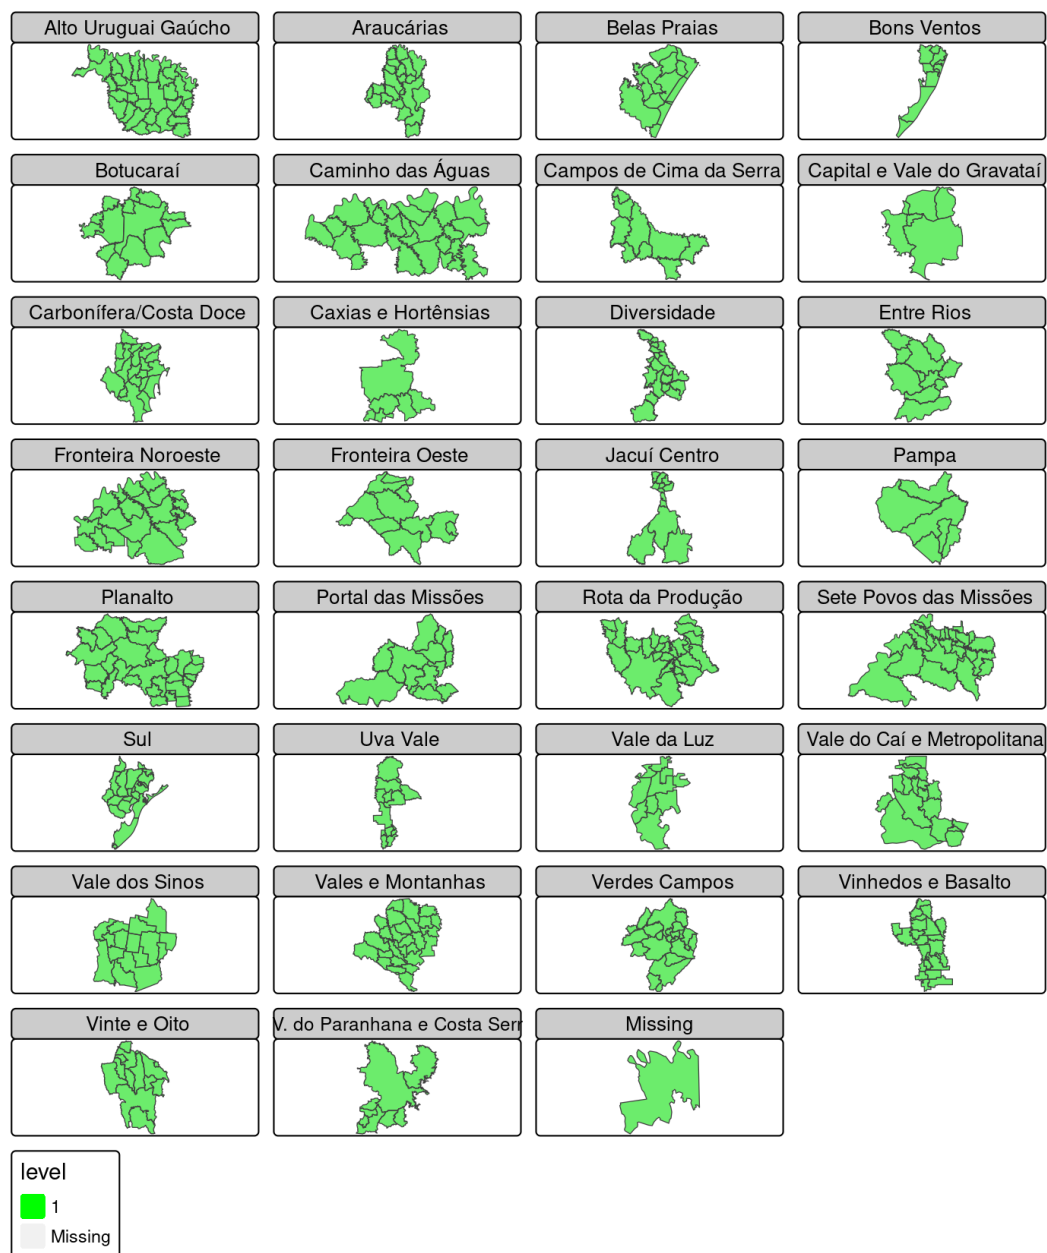 Alto Uruguai Gaúcho
Araucárias
Belas Praias
Bons Ventos
Botucaraí
Caminho das Águas
Campos de Cima da Serra
Capital e Vale do Gravataí
Carbonífera/Costa Doce
Caxias e Hortênsias
Diversidade
Entre Rios
Fronteira Noroeste
Fronteira Oeste
Jacuí Centro
Pampa
Planalto
Portal das Missões
Rota da Produção
Sete Povos das Missões
Sul
Uva Vale
Vale da Luz
Vale do Caí e Metropolitana
Vale dos Sinos
Vales e Montanhas
Verdes Campos
Vinhedos e Basalto
Vinte e Oito
V. do Paranhana e Costa Serr
Missing
level
1
Missing